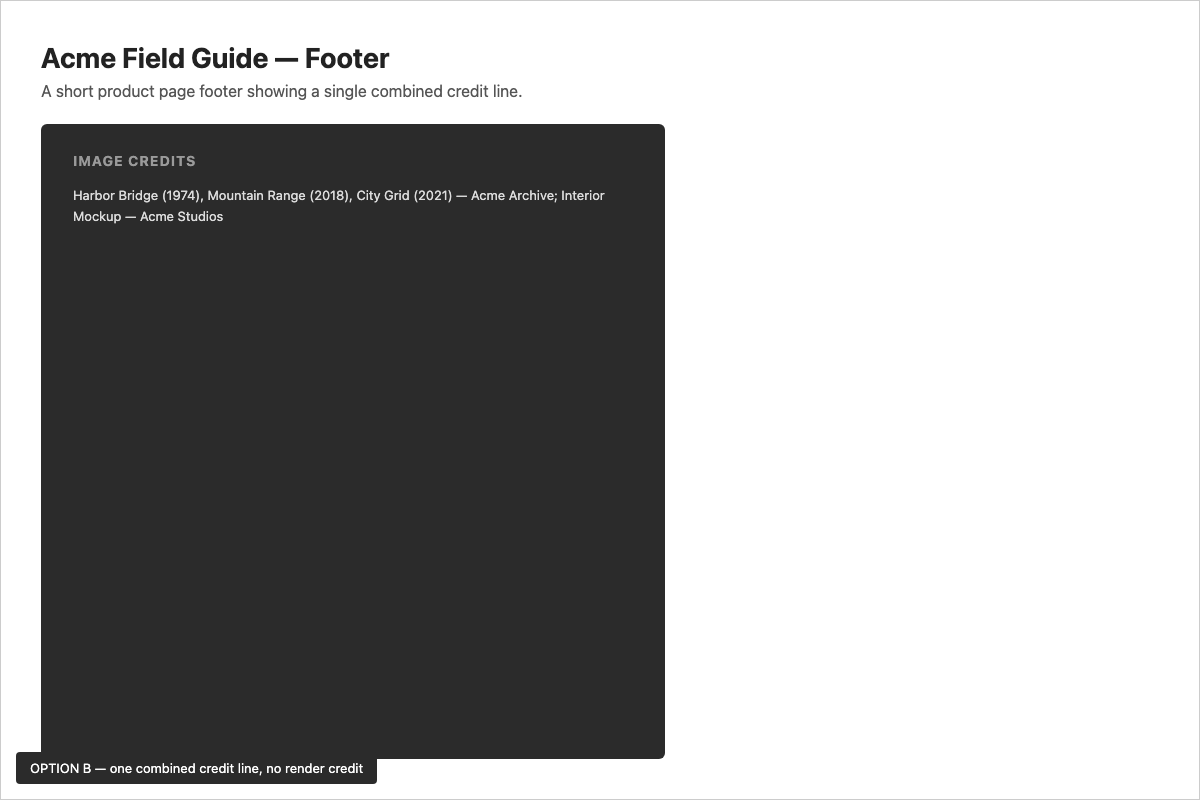 Acme Field Guide — Footer
A short product page footer showing a single combined credit line.
IMAGE CREDITS
Harbor Bridge (1974), Mountain Range (2018), City Grid (2021) — Acme Archive; Interior
Mockup — Acme Studios
OPTION B — one combined credit line, no render credit